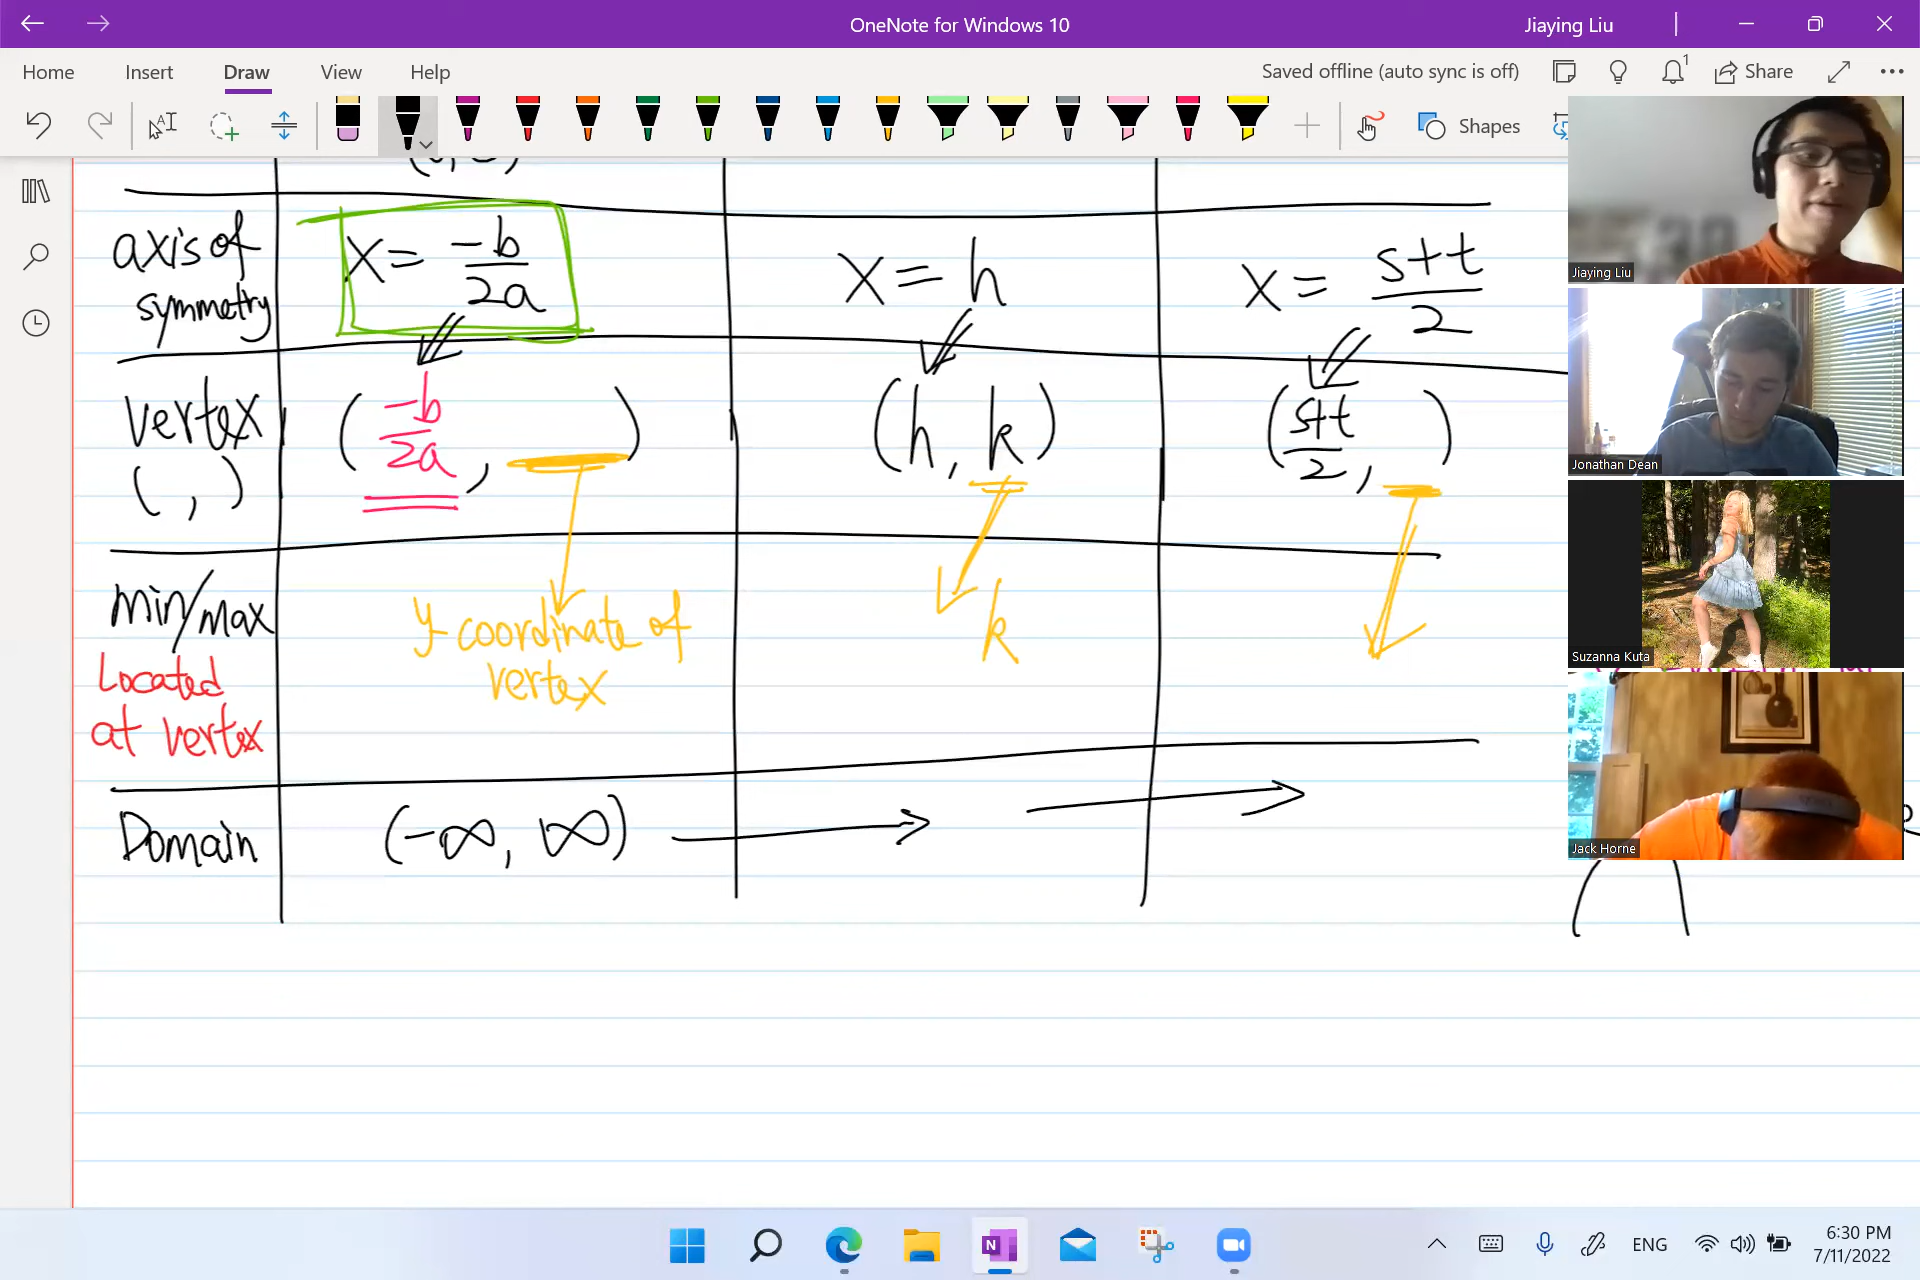 OneNote for Windows 10
Jiaying Liu
Home Insert Draw View Help
Saved offline (auto sync is off)
1
Share
Shapes
axis of symmetry
x = -b/2a
x = h
x = s+t/2
vertex
( , )
( -b/2a , )
(h, k)
( s+t/2 , )
min/max
Located
at vertex
y-coordinate of
vertex
k
Domain
(-∞, ∞)
Jiaying Liu
Jonathan Dean
Suzanna Kuta
Jack Horne
ENG
6:30 PM
7/11/2022